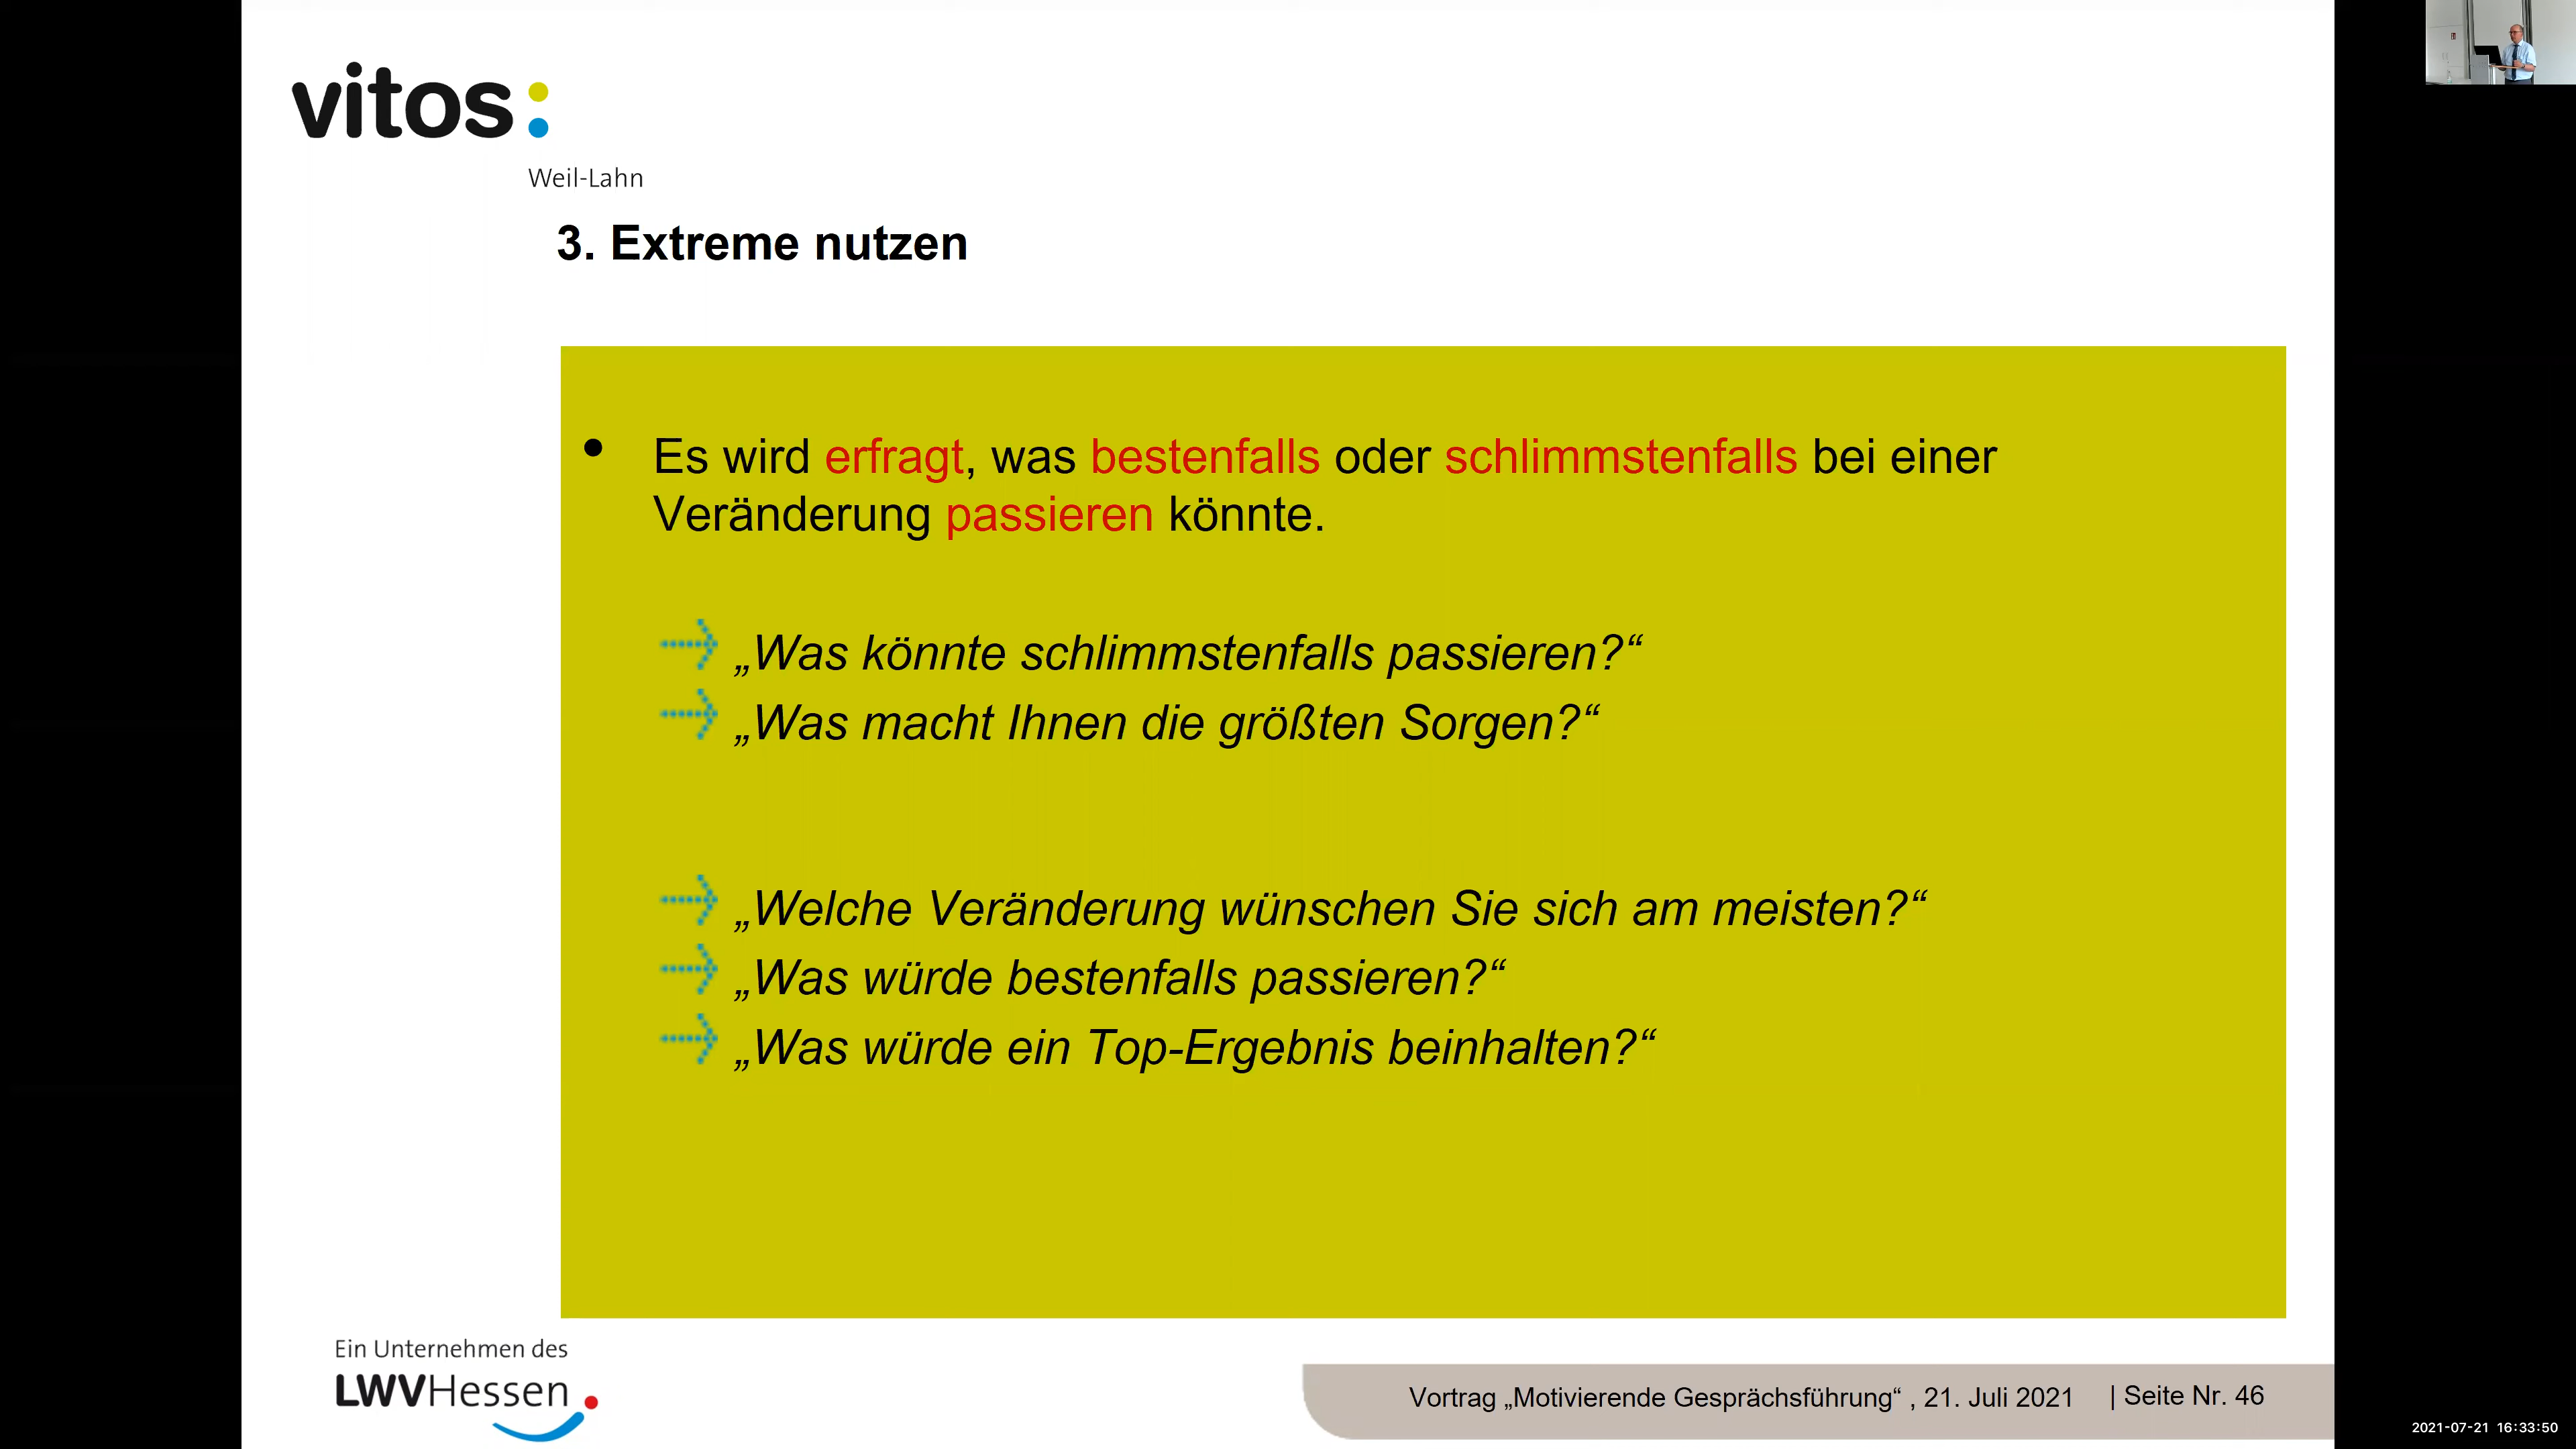 vitos:
Weil-Lahn
3. Extreme nutzen
• Es wird erfragt, was bestenfalls oder schlimmstenfalls bei einer
Veränderung passieren könnte.
„Was könnte schlimmstenfalls passieren?“
„Was macht Ihnen die größten Sorgen?“
„Welche Veränderung wünschen Sie sich am meisten?“
„Was würde bestenfalls passieren?“
„Was würde ein Top-Ergebnis beinhalten?“
Ein Unternehmen des
LWVHessen
Vortrag „Motivierende Gesprächsführung“ , 21. Juli 2021 | Seite Nr. 46
2021-07-21 16:33:50